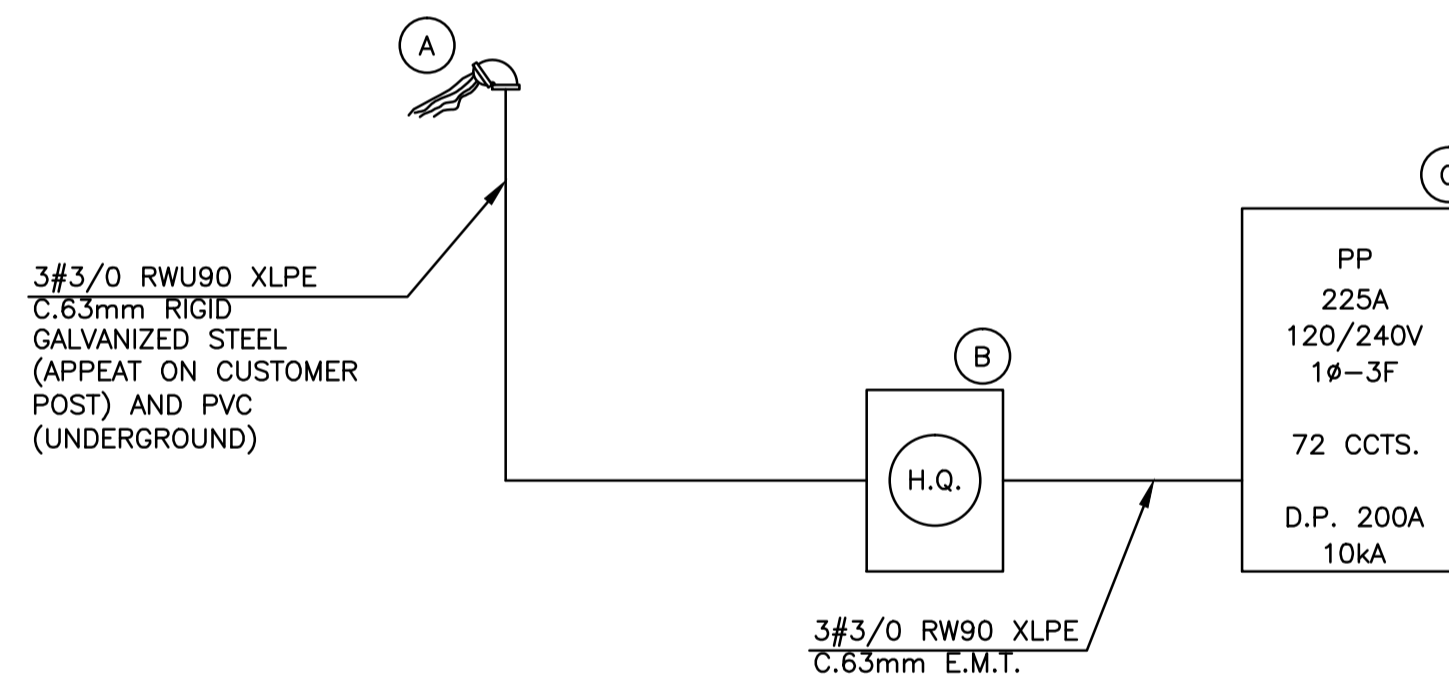 A
3#3/0 RWU90 XLPE
C.63mm RIGID
GALVANIZED STEEL
(APPEAT ON CUSTOMER
POST) AND PVC
(UNDERGROUND)
B
H.Q.
3#3/0 RW90 XLPE
C.63mm E.M.T.
PP
225A
120/240V
1ø-3F
72 CCTS.
D.P. 200A
10kA